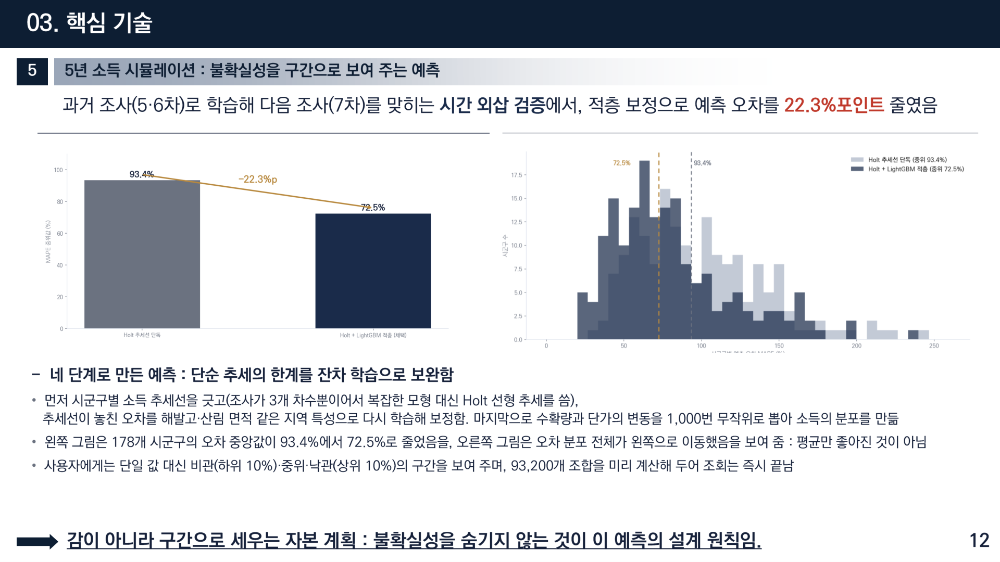 03. 핵심 기술
5
5년 소득 시뮬레이션 : 불확실성을 구간으로 보여 주는 예측
과거 조사(5·6차)로 학습해 다음 조사(7차)를 맞히는 시간 외삽 검증에서, 적층 보정으로 예측 오차를 22.3%포인트 줄였음
100
80
60
40
20
0
MAPE 중위값 (%)
93.4%
-22.3%p
72.5%
Holt 추세선 단독
Holt + LightGBM 적층 (채택)
17.5
15.0
12.5
10.0
7.5
5.0
2.5
0.0
시군구 수
72.5%
93.4%
Holt 추세선 단독 (중위 93.4%)
Holt + LightGBM 적층 (중위 72.5%)
0
50
100
150
200
250
시군구별 예측 오차 MAPE (%)
– 네 단계로 만든 예측 : 단순 추세의 한계를 잔차 학습으로 보완함
• 먼저 시군구별 소득 추세선을 긋고(조사가 3개 차수뿐이어서 복잡한 모형 대신 Holt 선형 추세를 씀),
추세선이 놓친 오차를 해발고·산림 면적 같은 지역 특성으로 다시 학습해 보정함. 마지막으로 수확량과 단가의 변동을 1,000번 무작위로 뽑아 소득의 분포를 만듦
• 왼쪽 그림은 178개 시군구의 오차 중앙값이 93.4%에서 72.5%로 줄었음을, 오른쪽 그림은 오차 분포 전체가 왼쪽으로 이동했음을 보여 줌 : 평균만 좋아진 것이 아님
• 사용자에게는 단일 값 대신 비관(하위 10%)·중위·낙관(상위 10%)의 구간을 보여 주며, 93,200개 조합을 미리 계산해 두어 조회는 즉시 끝남
감이 아니라 구간으로 세우는 자본 계획 : 불확실성을 숨기지 않는 것이 이 예측의 설계 원칙임.
12